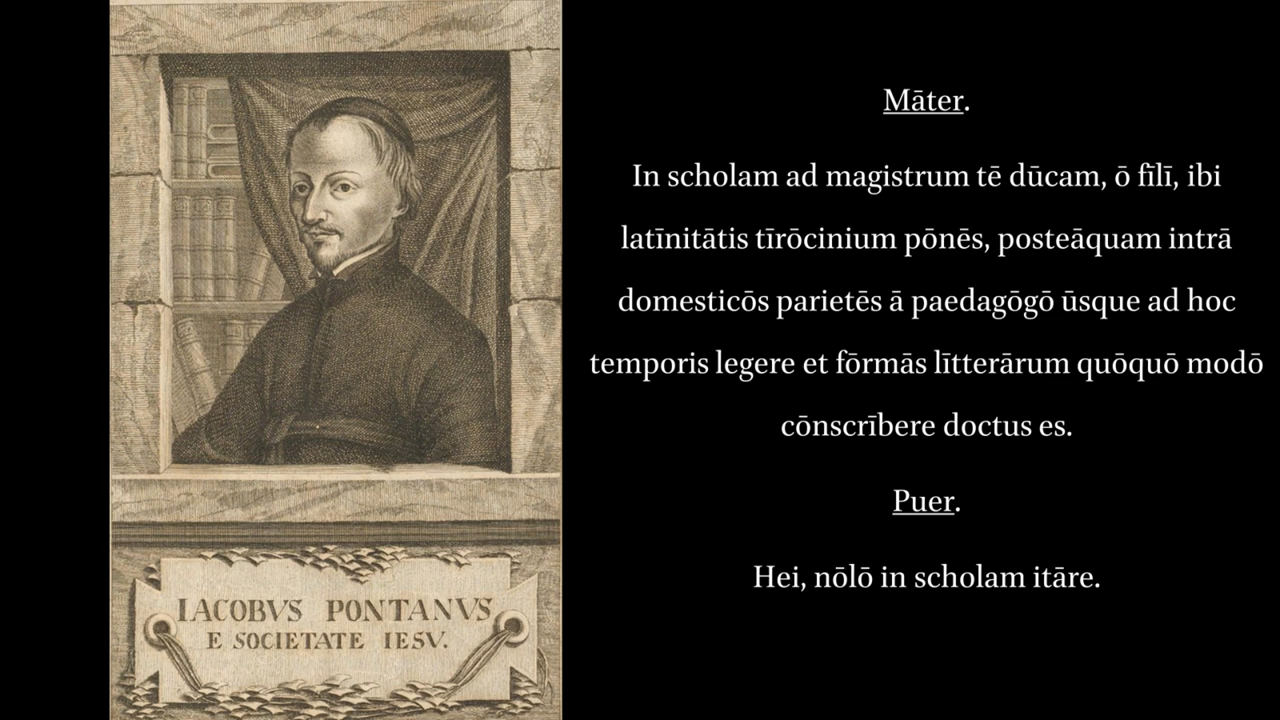 IACOBVS PONTANVS
E SOCIETATE IESV.
Māter.
In scholam ad magistrum tē dūcam, ō fīlī, ibi
latīnitātis tīrōcinium pōnēs, posteāquam intrā
domesticōs parietēs ā paedagōgō ūsque ad hoc
temporis legere et fōrmās lītterārum quōquō modō
cōnscrībere doctus es.
Puer.
Hei, nōlō in scholam itāre.